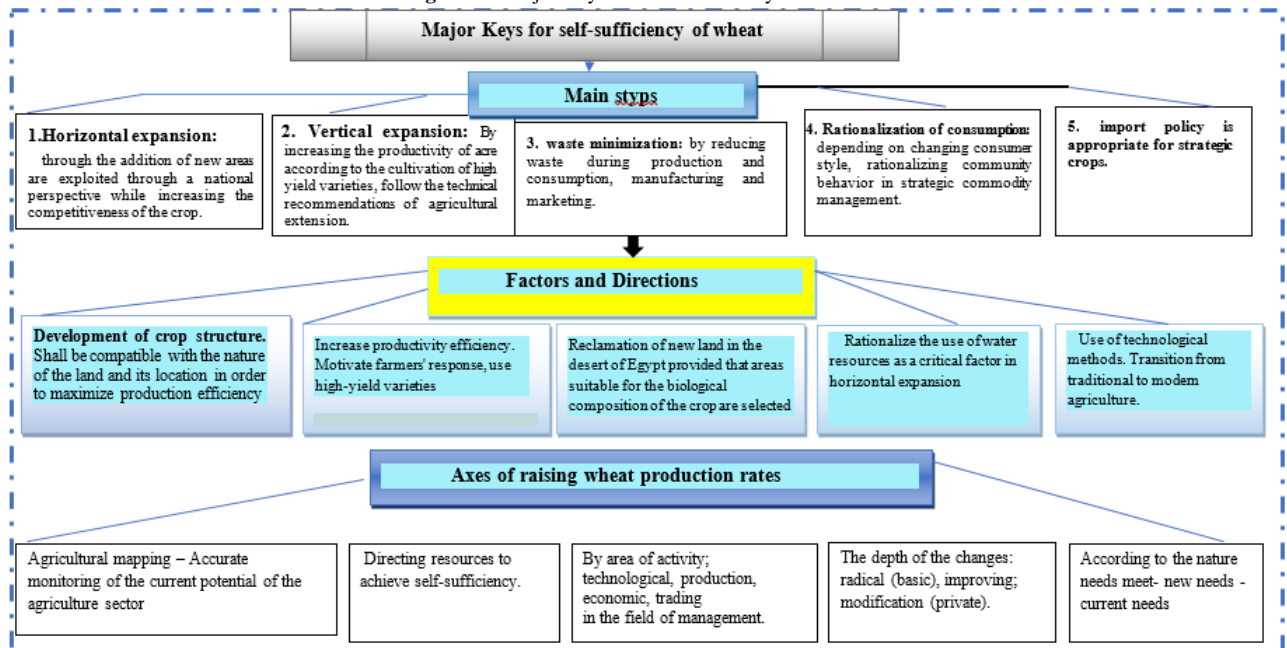 Major Keys for self-sufficiency of wheat
Main styps
1.Horizontal expansion:
through the addition of new areas
are exploited through a national
perspective while increasing the
competitiveness of the crop.
2. Vertical expansion: By
increasing the productivity of acre
according to the cultivation of high
yield varieties, follow the technical
recommendations of agricultural
extension.
3. waste minimization: by reducing
waste during production and
consumption, manufacturing and
marketing.
4. Rationalization of consumption:
depending on changing consumer
style, rationalizing community
behavior in strategic commodity
management.
5. import policy is
appropriate for strategic
crops.
Factors and Directions
Development of crop structure.
Shall be compatible with the nature
of the land and its location in order
to maximize production efficiency
Increase productivity efficiency.
Motivate farmers' response, use
high-yield varieties
Reclamation of new land in the
desert of Egypt provided that areas
suitable for the biological
composition of the crop are selected
Rationalize the use of water
resources as a critical factor in
horizontal expansion
Use of technological
methods. Transition from
traditional to modern
agriculture.
Axes of raising wheat production rates
Agricultural mapping – Accurate
monitoring of the current potential of the
agriculture sector
Directing resources to
achieve self-sufficiency.
By area of activity;
technological, production,
economic, trading
in the field of management.
The depth of the changes:
radical (basic), improving;
modification (private).
According to the nature
needs meet- new needs -
current needs